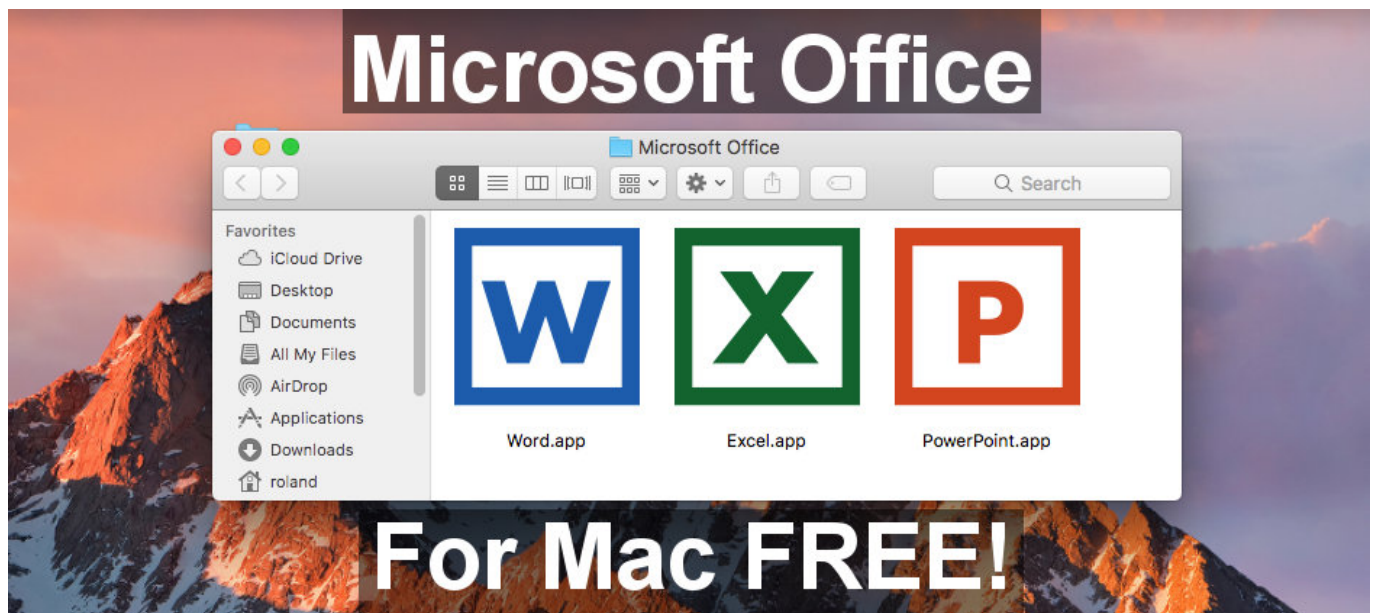 Microsoft Office
Microsoft Office
Search
Favorites
iCloud Drive
Desktop
Documents
All My Files
AirDrop
Applications
Downloads
roland
W X P
Word.app Excel.app PowerPoint.app
For Mac FREE!